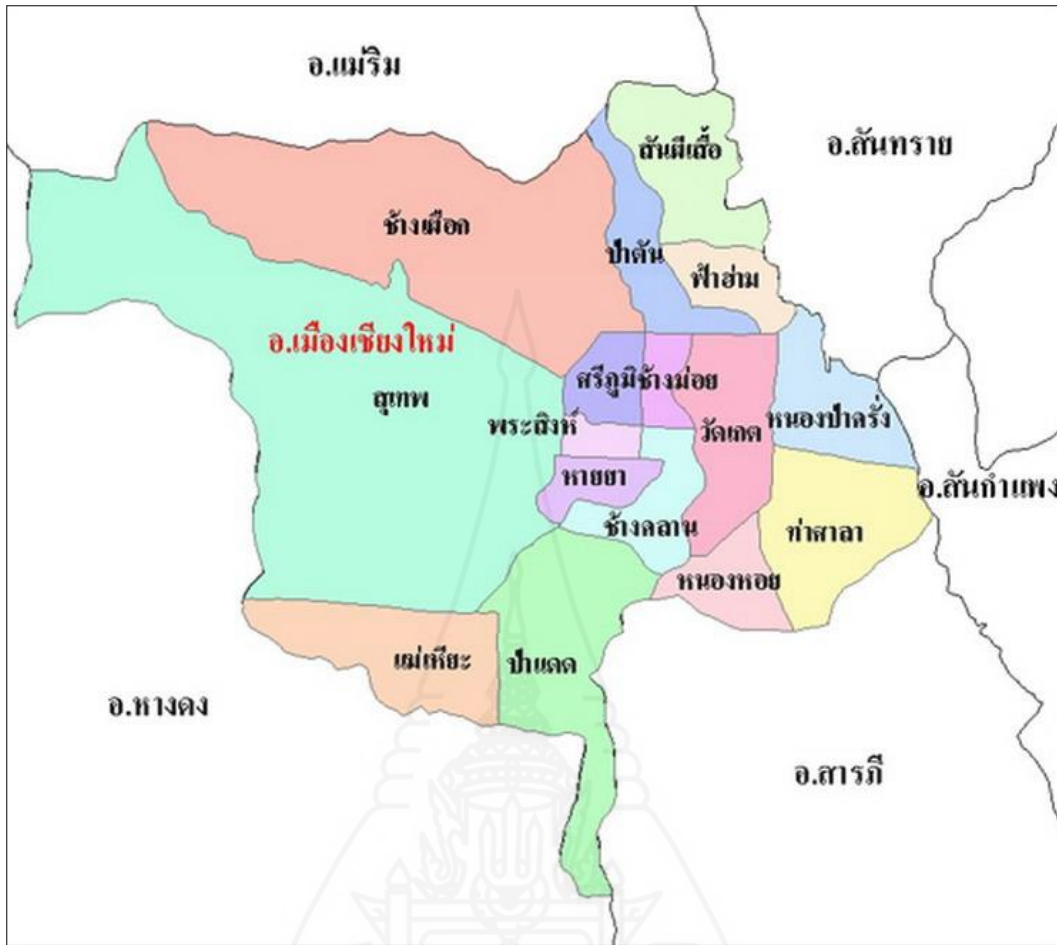 อ.แม่ริม
สันผีเสื้อ
อ.สันทราย
ช้างเผือก
ป่าตัน
ฟ้าฮ่าม
อ.เมืองเชียงใหม่
สุเทพ
ศรีภูมิ
ช้างม่อย
พระสิงห์
วัดเกต
หนองป่าครั่ง
หายยา
อ.สันกำแพง
ช้างคลาน
ท่าศาลา
หนองหอย
แม่เหียะ
ป่าแดด
อ.หางดง
อ.สารภี